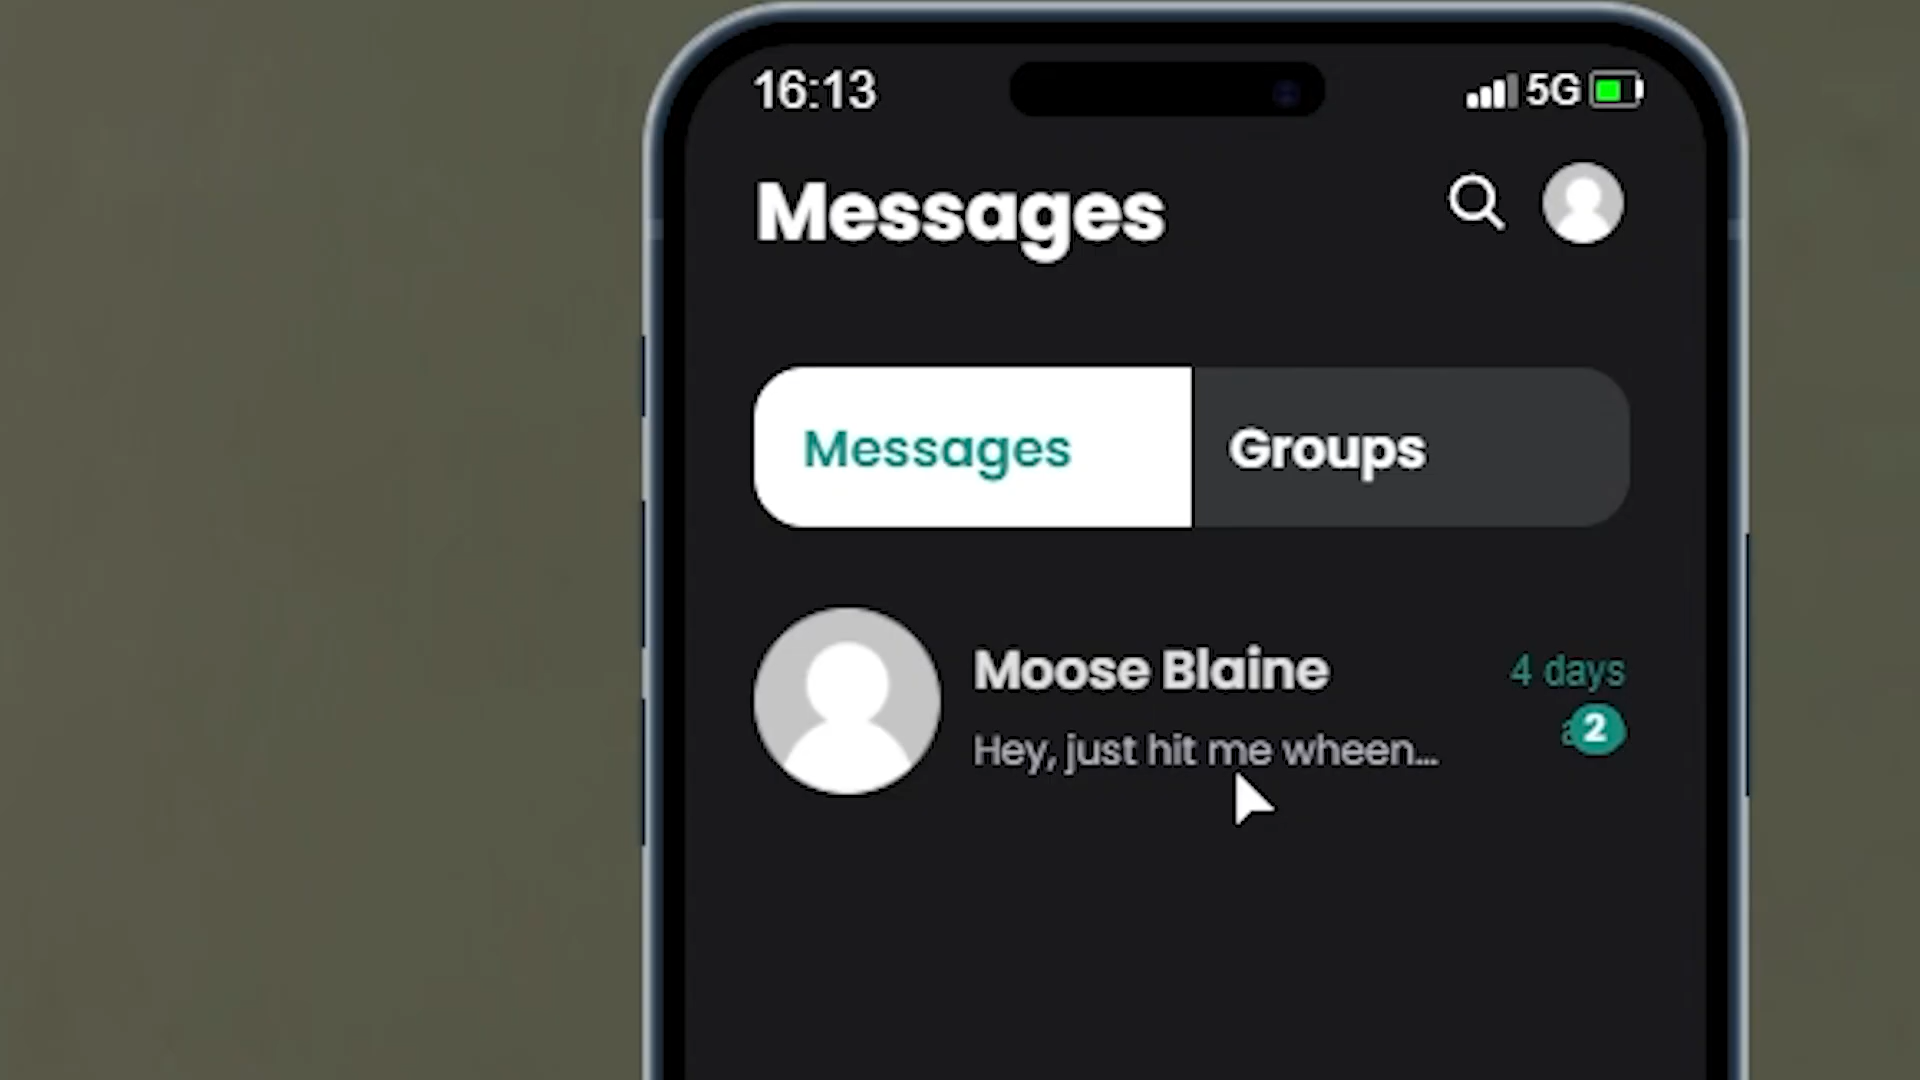 16:13
5G
Messages
Messages
Groups
Moose Blaine
4 days
Hey, just hit me wheen...
2